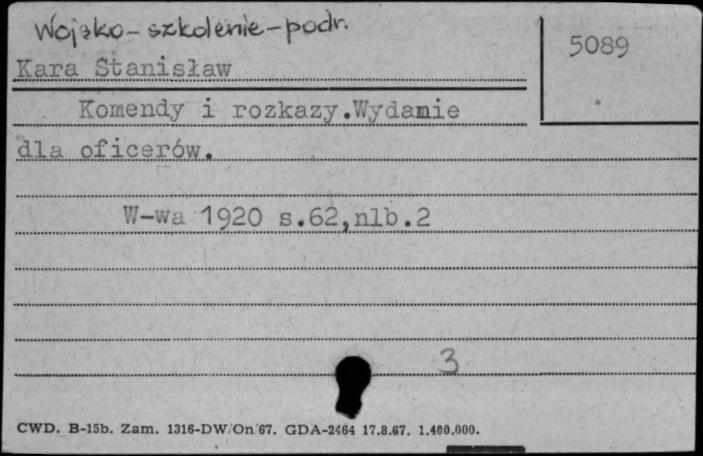 Wojsko - szkolenie - podr.
5089
Kara Stanisław
Komendy i rozkazy.Wydanie
dla oficerów.
W-wa 1920 s.62,nlb.2
3
CWD. B-15b. Zam. 1316-DW/On/67. GDA-2464 17.8.67. 1.400.000.